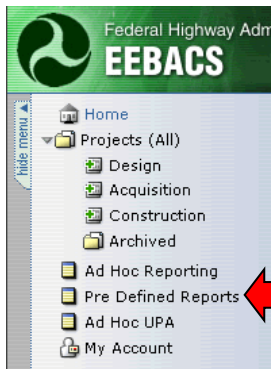 Federal Highway Adm
EEBACS
hide menu
Home
Projects (All)
Design
Acquisition
Construction
Archived
Ad Hoc Reporting
Pre Defined Reports
Ad Hoc UPA
My Account